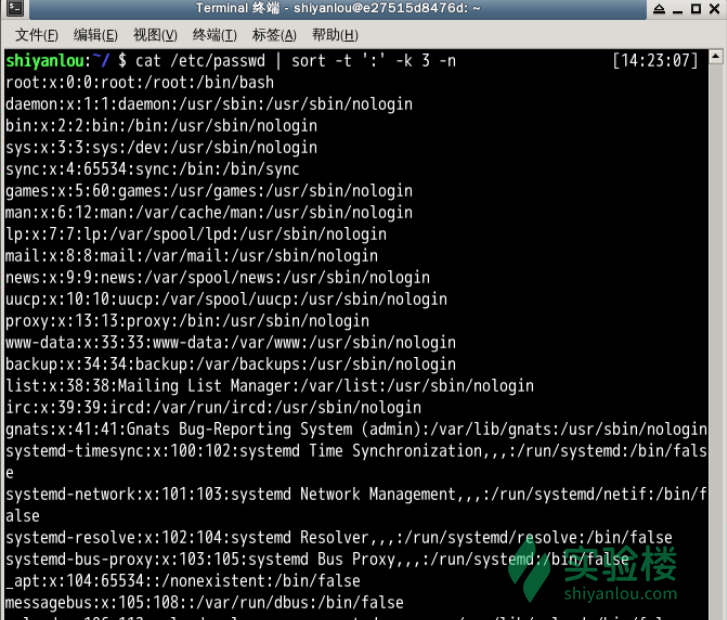 Terminal 终端 - shiyanlou@e27515d8476d: ~
文件(F) 编辑(E) 视图(V) 终端(T) 标签(A) 帮助(H)
shiyanlou:~/ $ cat /etc/passwd | sort -t ':' -k 3 -n [14:23:07]
root:x:0:0:root:/root:/bin/bash
daemon:x:1:1:daemon:/usr/sbin:/usr/sbin/nologin
bin:x:2:2:bin:/bin:/usr/sbin/nologin
sys:x:3:3:sys:/dev:/usr/sbin/nologin
sync:x:4:65534:sync:/bin:/bin/sync
games:x:5:60:games:/usr/games:/usr/sbin/nologin
man:x:6:12:man:/var/cache/man:/usr/sbin/nologin
lp:x:7:7:lp:/var/spool/lpd:/usr/sbin/nologin
mail:x:8:8:mail:/var/mail:/usr/sbin/nologin
news:x:9:9:news:/var/spool/news:/usr/sbin/nologin
uucp:x:10:10:uucp:/var/spool/uucp:/usr/sbin/nologin
proxy:x:13:13:proxy:/bin:/usr/sbin/nologin
www-data:x:33:33:www-data:/var/www:/usr/sbin/nologin
backup:x:34:34:backup:/var/backups:/usr/sbin/nologin
list:x:38:38:Mailing List Manager:/var/list:/usr/sbin/nologin
irc:x:39:39:ircd:/var/run/ircd:/usr/sbin/nologin
gnats:x:41:41:Gnats Bug-Reporting System (admin):/var/lib/gnats:/usr/sbin/nologin
systemd-timesync:x:100:102:systemd Time Synchronization,,,:/run/systemd:/bin/fals
e
systemd-network:x:101:103:systemd Network Management,,,:/run/systemd/netif:/bin/f
alse
systemd-resolve:x:102:104:systemd Resolver,,,:/run/systemd/resolve:/bin/false
systemd-bus-proxy:x:103:105:systemd Bus Proxy,,,:/run/systemd:/bin/false
_apt:x:104:65534::/nonexistent:/bin/false
messagebus:x:105:108::/var/run/dbus:/bin/false
实验楼
shiyanlou.com